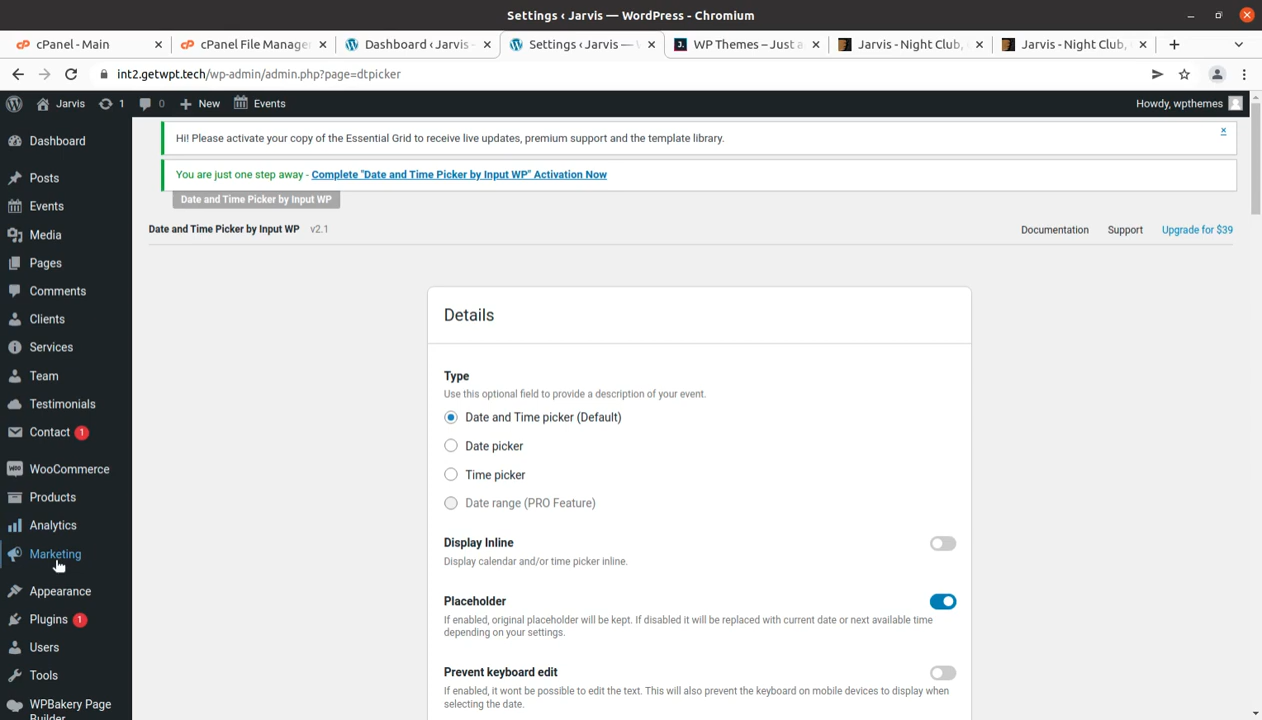 Settings ‹ Jarvis — WordPress - Chromium
cPanel - Main
cPanel File Manager
Dashboard ‹ Jarvis -
Settings ‹ Jarvis —
WP Themes – Just a
Jarvis - Night Club,
Jarvis - Night Club,
int2.getwpt.tech/wp-admin/admin.php?page=dtpicker
Jarvis
1
0
New
Events
Howdy, wpthemes
Dashboard
Posts
Events
Media
Pages
Comments
Clients
Services
Team
Testimonials
Contact 1
WooCommerce
Products
Analytics
Marketing
Appearance
Plugins 1
Users
Tools
WPBakery Page
Builder
Hi! Please activate your copy of the Essential Grid to receive live updates, premium support and the template library.
You are just one step away - Complete "Date and Time Picker by Input WP" Activation Now
Date and Time Picker by Input WP
Date and Time Picker by Input WP v2.1
Documentation
Support
Upgrade for $39
Details
Type
Use this optional field to provide a description of your event.
Date and Time picker (Default)
Date picker
Time picker
Date range (PRO Feature)
Display Inline
Display calendar and/or time picker inline.
Placeholder
If enabled, original placeholder will be kept. If disabled it will be replaced with current date or next available time
depending on your settings.
Prevent keyboard edit
If enabled, it wont be possible to edit the text. This will also prevent the keyboard on mobile devices to display when
selecting the date.